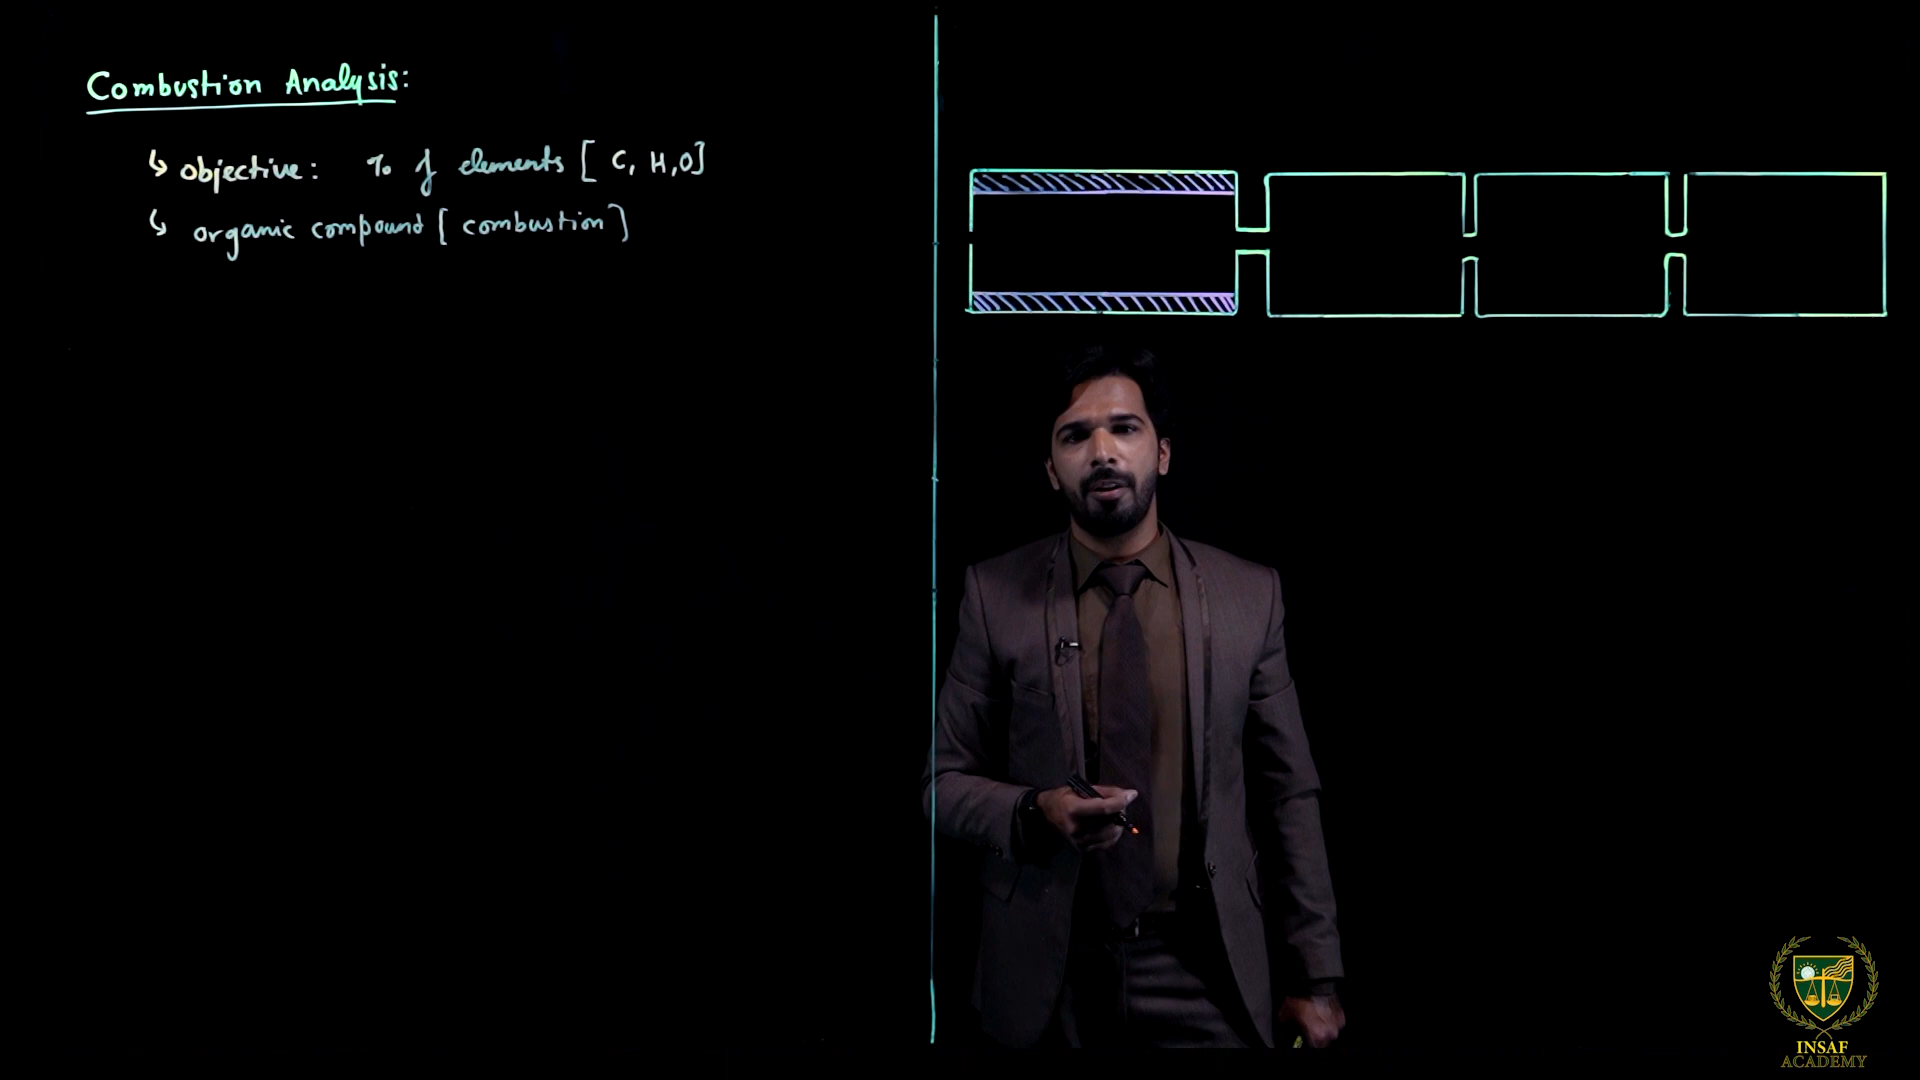 Combustion Analysis:
↳ objective: % of elements [ C, H, O ]
↳ organic compound [ combustion ]
INSAF
ACADEMY